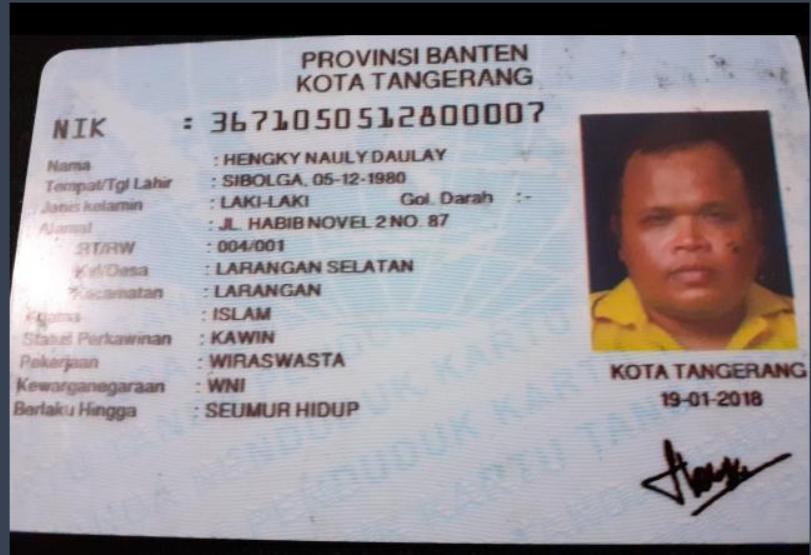 PROVINSI BANTEN
KOTA TANGERANG
NIK : 3671050512800007
Nama : HENGKY NAULY DAULAY
Tempat/Tgl Lahir : SIBOLGA, 05-12-1980
Jenis kelamin : LAKI-LAKI Gol. Darah : -
Alamat : JL. HABIB NOVEL 2 NO. 87
RT/RW : 004/001
Kel/Desa : LARANGAN SELATAN
Kecamatan : LARANGAN
Agama : ISLAM
Status Perkawinan : KAWIN
Pekerjaan : WIRASWASTA
Kewarganegaraan : WNI
Berlaku Hingga : SEUMUR HIDUP
KOTA TANGERANG
19-01-2018